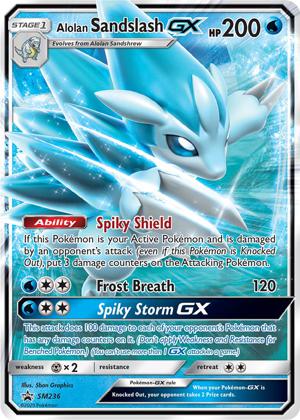 STAGE 1 Alolan Sandslash GX HP 200
Evolves from Alolan Sandshrew
Ability Spiky Shield
If this Pokémon is your Active Pokémon and is damaged
by an opponent's attack (even if this Pokémon is Knocked
Out), put 3 damage counters on the Attacking Pokémon.
Frost Breath 120
Spiky Storm GX
This attack does 100 damage to each of your opponent's Pokémon that
has any damage counters on it. (Don't apply Weakness and Resistance for
Benched Pokémon.) (You can't use more than 1 GX attack in a game.)
weakness ×2 resistance retreat
Illus. 5ban Graphics
SM236
Pokémon-GX rule
When your Pokémon-GX is
Knocked Out, your opponent takes 2 Prize cards.